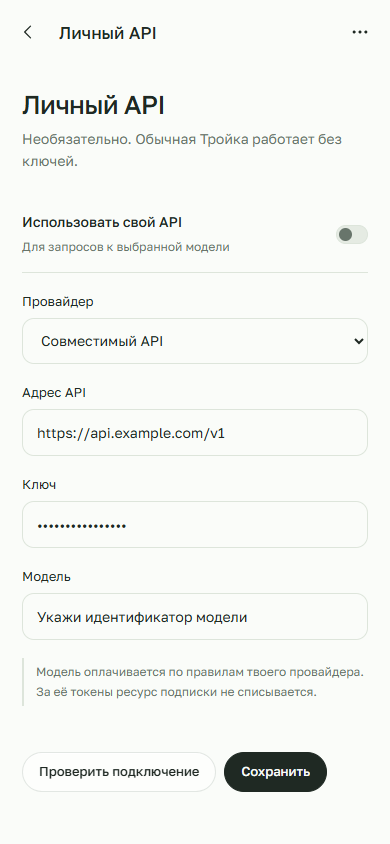 Личный API
Личный API
Необязательно. Обычная Тройка работает без
ключей.
Использовать свой API
Для запросов к выбранной модели
Провайдер
Совместимый API
Адрес API
https://api.example.com/v1
Ключ
••••••••••••••••
Модель
Укажи идентификатор модели
Модель оплачивается по правилам твоего провайдера.
За её токены ресурс подписки не списывается.
Проверить подключение
Сохранить